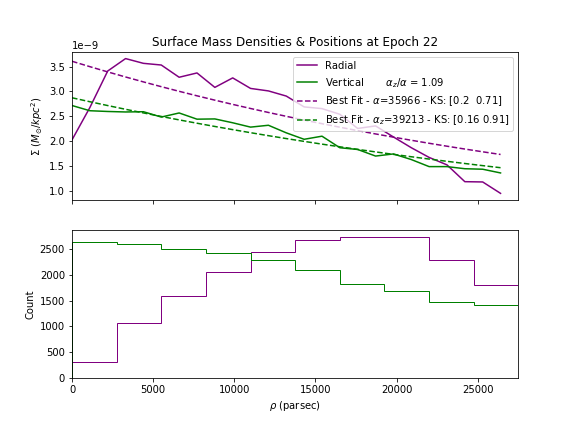 Surface Mass Densities & Positions at Epoch 22
1e−9
3.5
3.0
2.5
2.0
1.5
1.0
Σ (M⊙/kpc²)
Radial
Vertical αz/α = 1.09
Best Fit - α=35966 - KS: [0.2 0.71]
Best Fit - αz=39213 - KS: [0.16 0.91]
2500
2000
1500
1000
500
0
Count
0 5000 10000 15000 20000 25000
ρ (parsec)